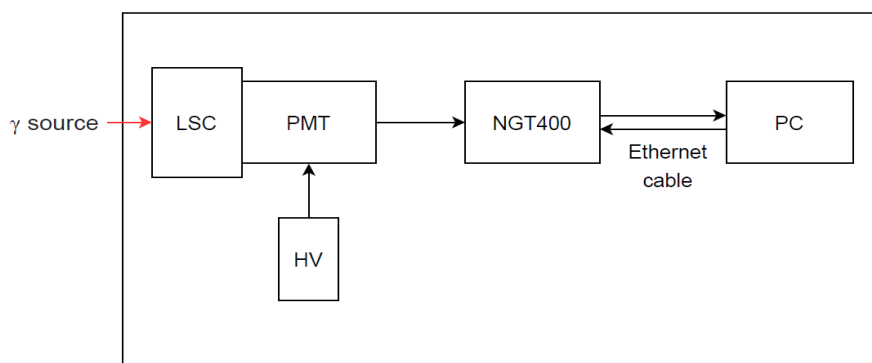 γ source
LSC
PMT
NGT400
PC
Ethernet
cable
HV